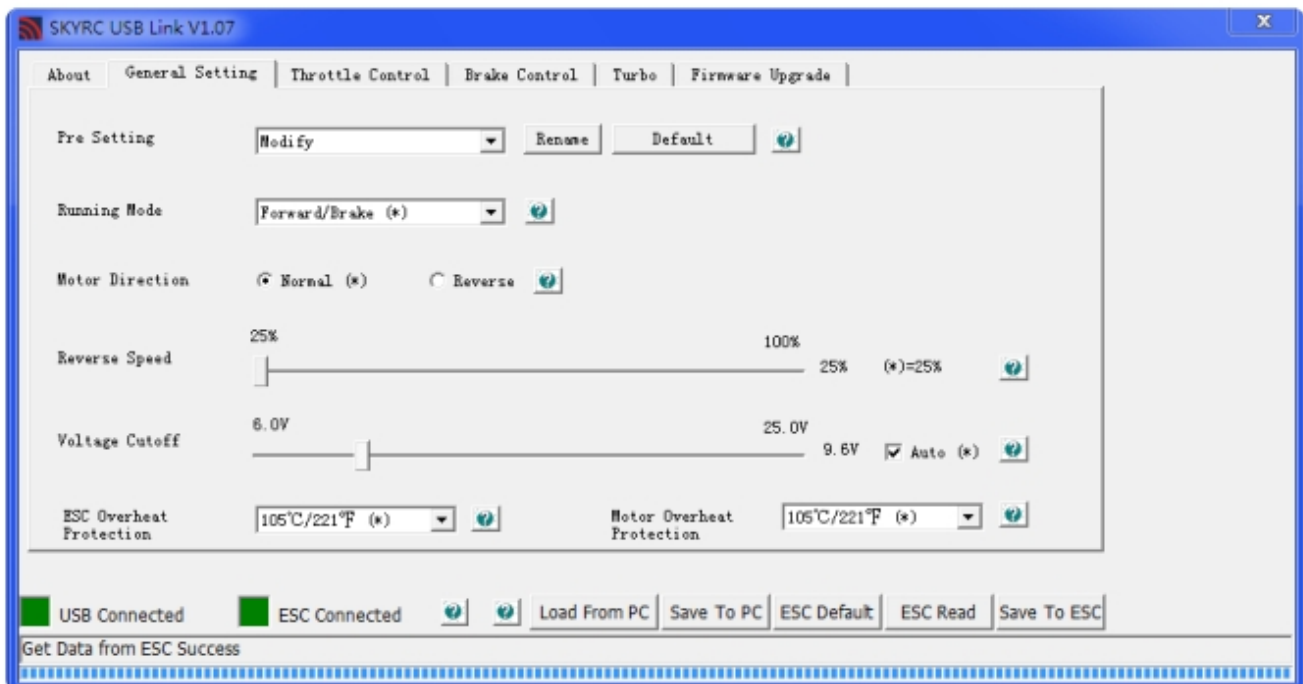 SKYRC USB Link V1.07
About General Setting Throttle Control Brake Control Turbo Firmware Upgrade
Pre Setting Modify Rename Default
Running Mode Forward/Brake (*)
Motor Direction Normal (*) Reverse
25% 100%
Reverse Speed 25% (*)=25%
6.0V 25.0V
Voltage Cutoff 9.6V Auto (*)
ESC Overheat Protection 105℃/221℉ (*) Motor Overheat Protection 105℃/221℉ (*)
USB Connected ESC Connected Load From PC Save To PC ESC Default ESC Read Save To ESC
Get Data from ESC Success